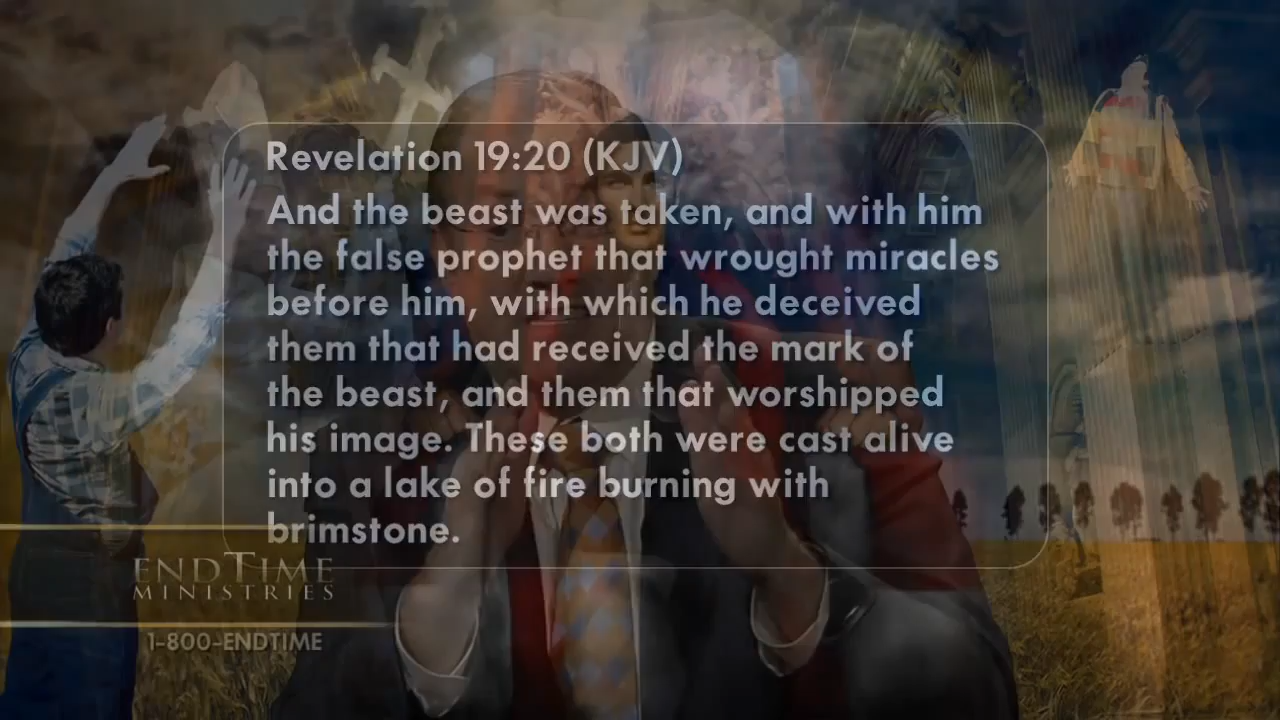 Revelation 19:20 (KJV)
And the beast was taken, and with him
the false prophet that wrought miracles
before him, with which he deceived
them that had received the mark of
the beast, and them that worshipped
his image. These both were cast alive
into a lake of fire burning with
brimstone.
ENDTIME
MINISTRIES
1-800-ENDTIME